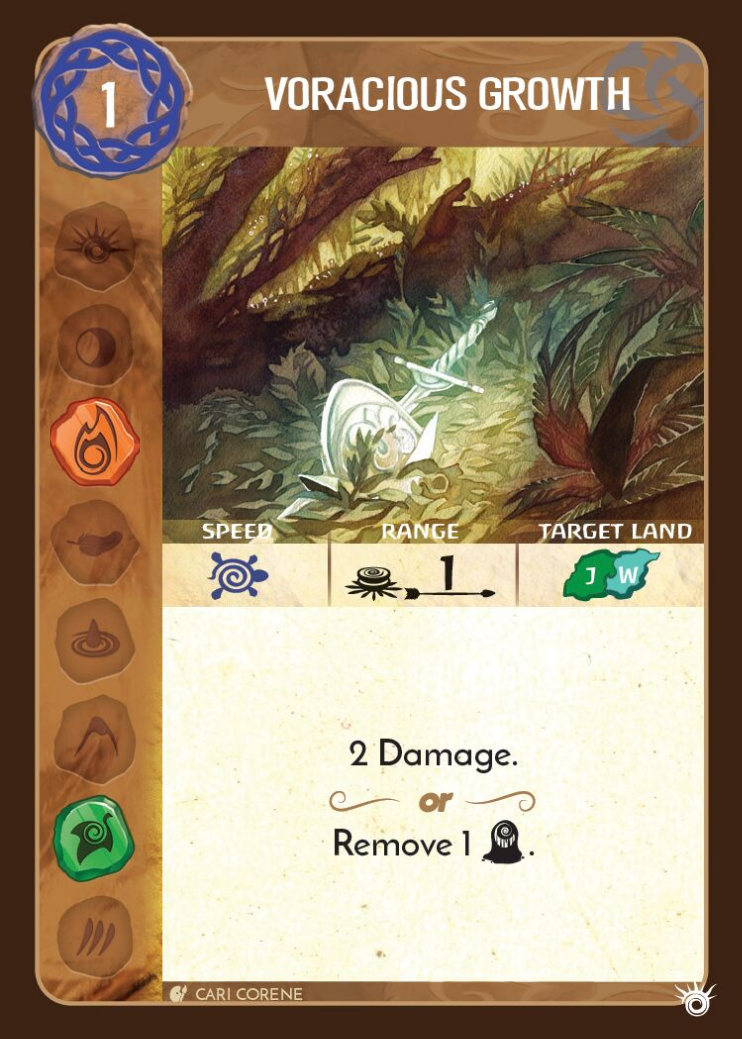 1
VORACIOUS GROWTH
SPEED RANGE TARGET LAND
1 J W
2 Damage.
or
Remove 1 .
CARI CORENE